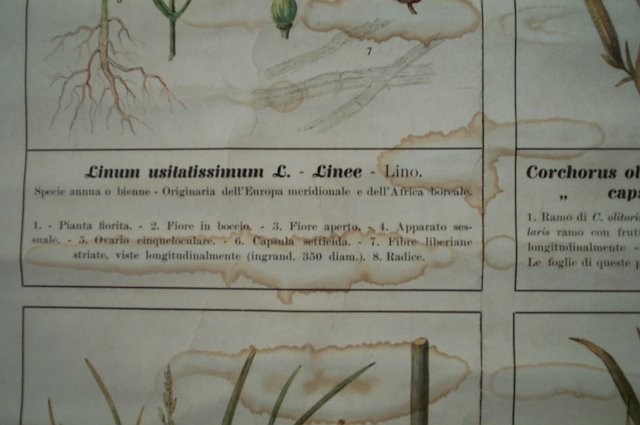 7
Linum usitatissimum L. - Linee - Lino.
Specie annua o bienne - Originaria dell'Europa meridionale e dell'Africa boreale.
1. - Pianta fiorita. - 2. Fiore in boccio. - 3. Fiore aperto. - 4. Apparato ses-
suale. - 5. Ovario cinqueloculare. - 6. Capsula setticida. - 7. Fibre liberiane
striate, viste longitudinalmente (ingrand. 350 diam.). 8. Radice.
Corchorus ol
„ capa
1. Ramo di C. olitori
laris ramo con frutt
longitudinalmente -
Le foglie di queste p